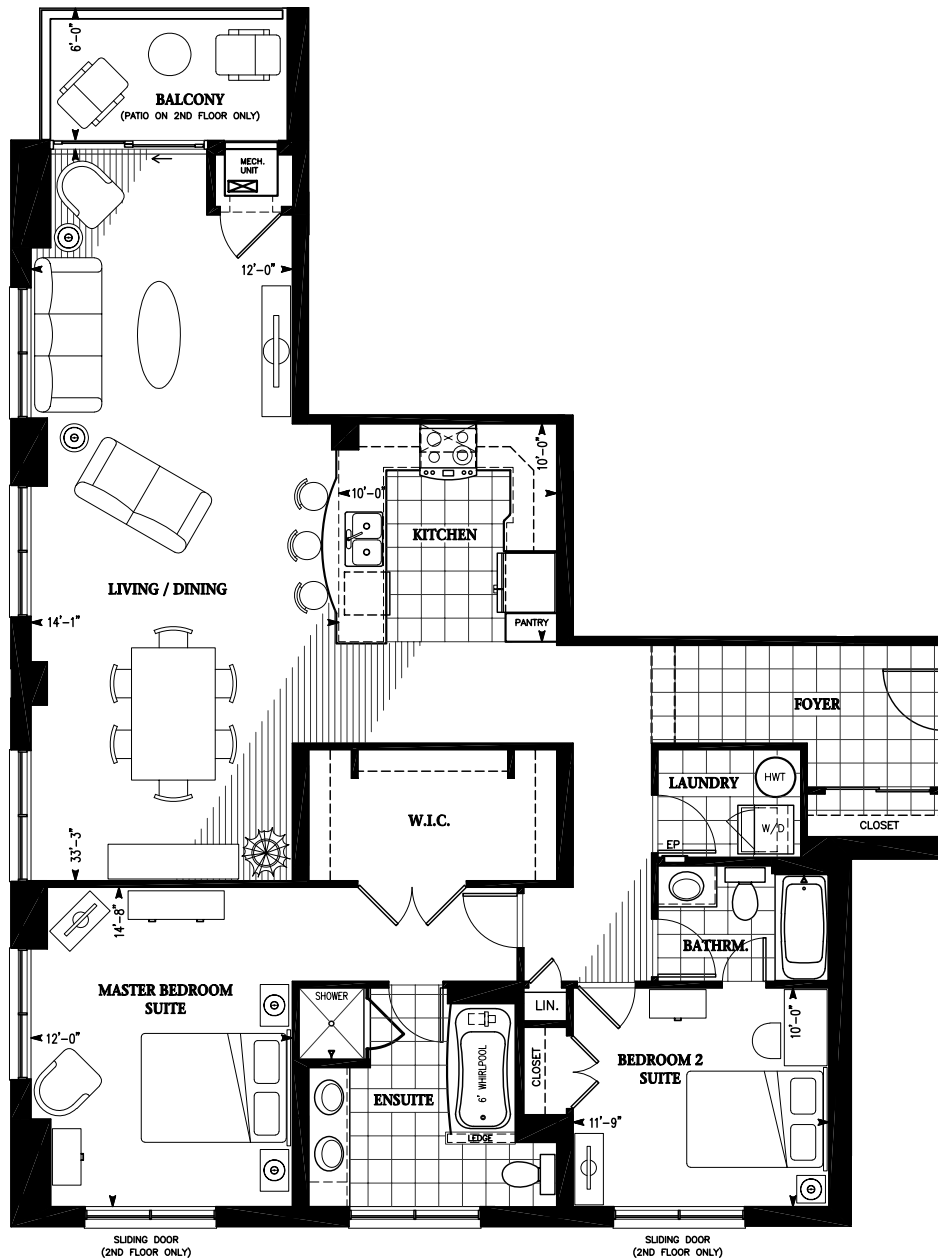 6'-0"
BALCONY
(PATIO ON 2ND FLOOR ONLY)
MECH.
UNIT
12'-0"
10'-0"
10'-0"
KITCHEN
LIVING / DINING
14'-1"
PANTRY
FOYER
LAUNDRY
HWT
W.I.C.
W/D
CLOSET
EP
33'-3"
14'-8"
BATHRM.
MASTER BEDROOM
SUITE
SHOWER
LIN.
12'-0"
10'-0"
6' WHIRLPOOL
CLOSET
BEDROOM 2
SUITE
ENSUITE
11'-9"
LEDGE
SLIDING DOOR
(2ND FLOOR ONLY)
SLIDING DOOR
(2ND FLOOR ONLY)